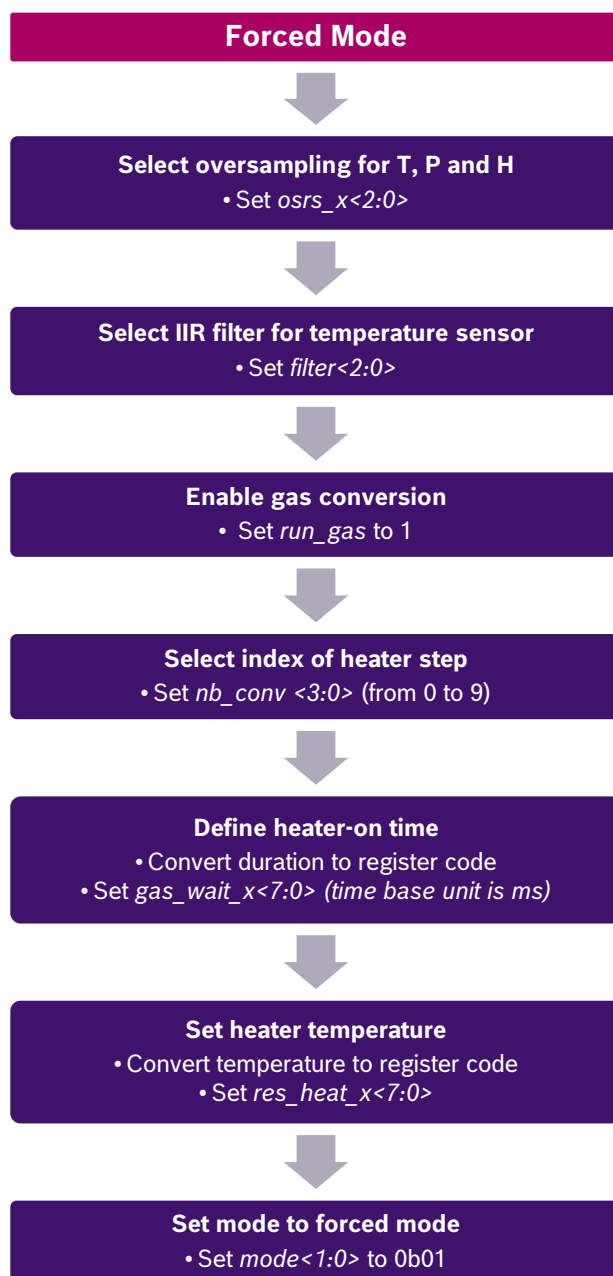 Forced Mode
Select oversampling for T, P and H
• Set osrs_x<2:0>
Select IIR filter for temperature sensor
• Set filter<2:0>
Enable gas conversion
• Set run_gas to 1
Select index of heater step
• Set nb_conv <3:0> (from 0 to 9)
Define heater-on time
• Convert duration to register code
• Set gas_wait_x<7:0> (time base unit is ms)
Set heater temperature
• Convert temperature to register code
• Set res_heat_x<7:0>
Set mode to forced mode
• Set mode<1:0> to 0b01